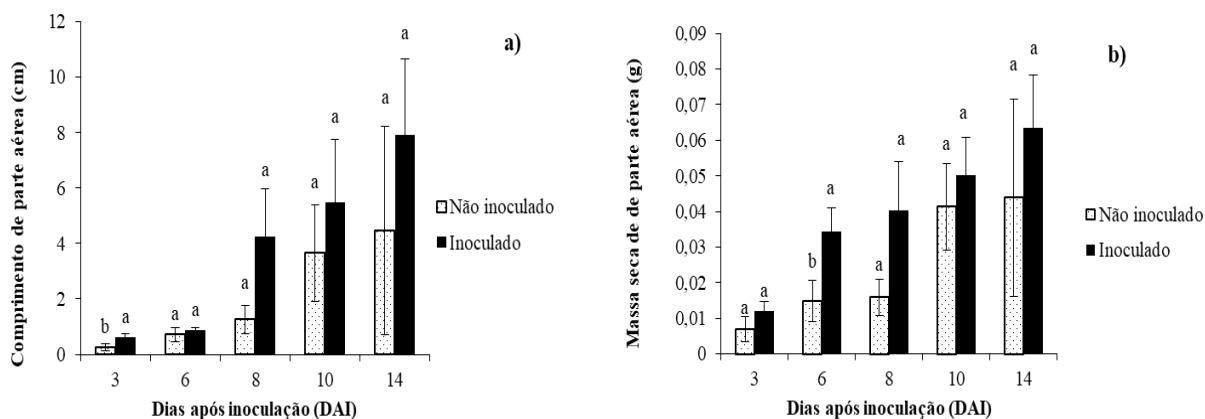 a)
Comprimento de parte aérea (cm)
12
10
8
6
4
2
0
b a a a a a a a a a
3 6 8 10 14
Dias após inoculação (DAI)
Não inoculado
Inoculado
b)
Massa seca de de parte aérea (g)
0,09
0,08
0,07
0,06
0,05
0,04
0,03
0,02
0,01
0
a a b a a a a a a a
3 6 8 10 14
Dias após inoculação (DAI)
Não inoculado
Inoculado